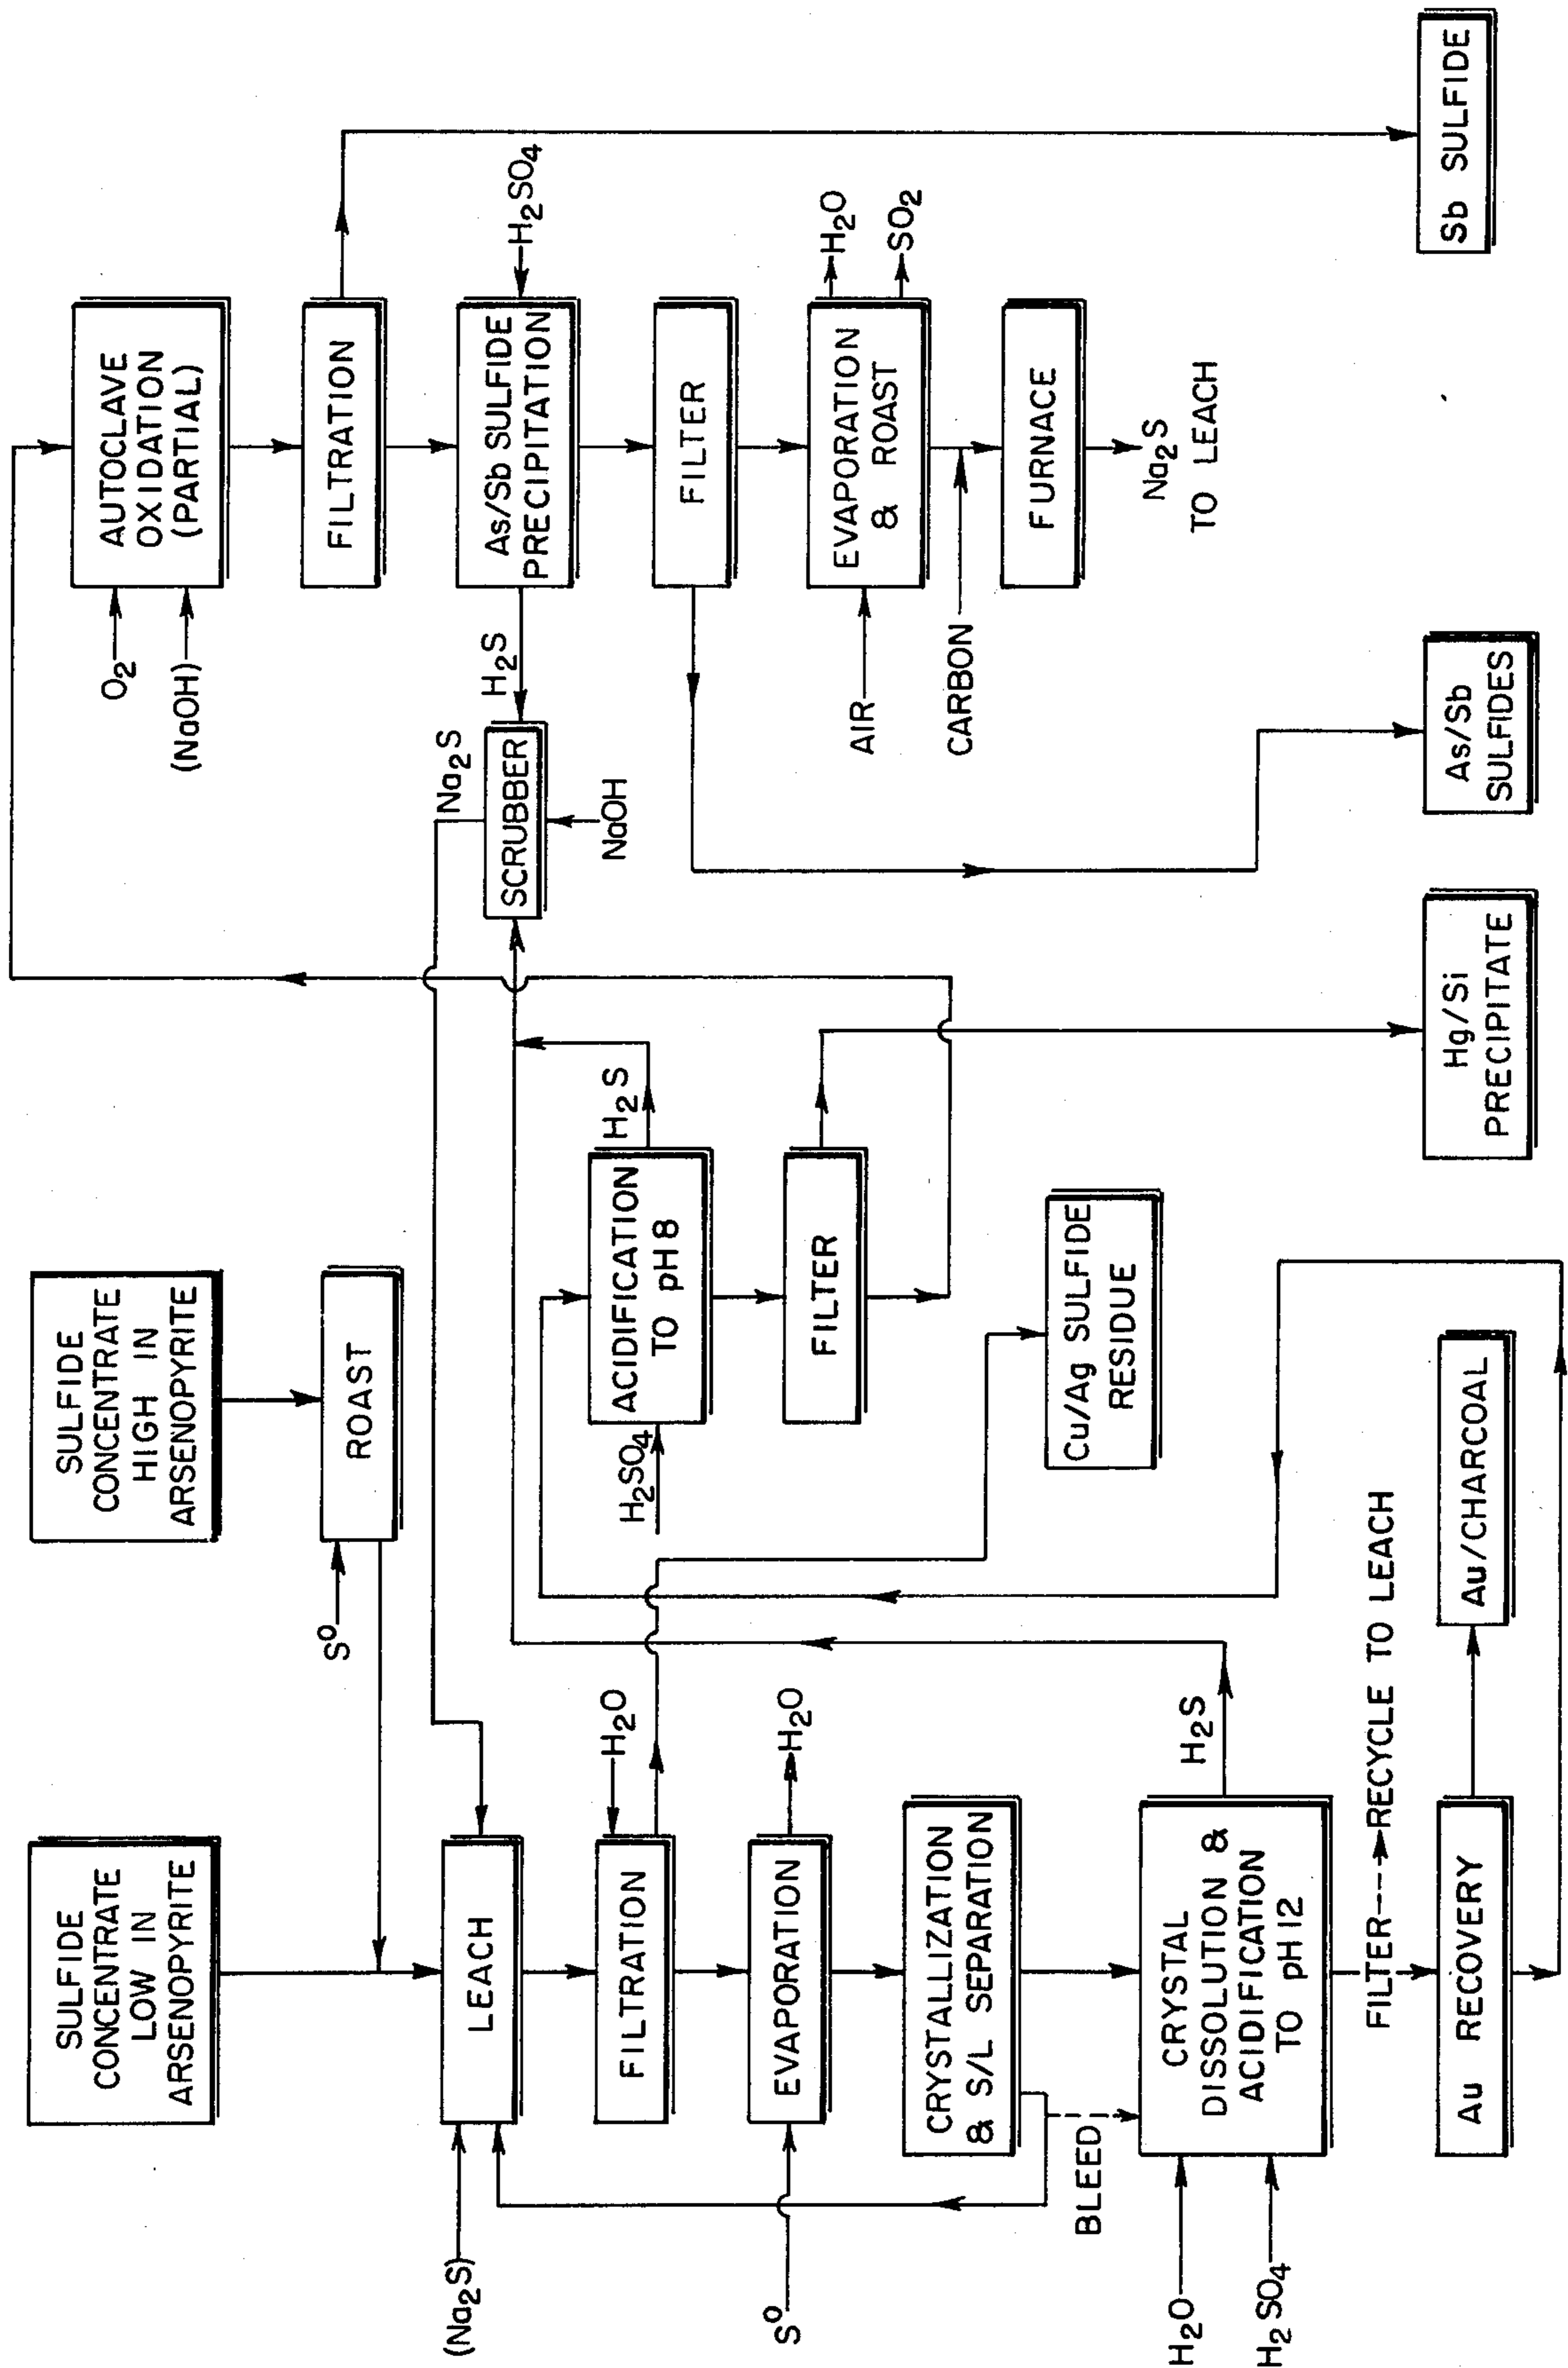 SULFIDE
CONCENTRATE
LOW IN
ARSENOPYRITE
SULFIDE
CONCENTRATE
HIGH IN
ARSENOPYRITE
S⁰
ROAST
(Na₂S)
LEACH
FILTRATION
H₂O
S⁰
EVAPORATION
H₂O
CRYSTALLIZATION
& S/L SEPARATION
BLEED
H₂O
H₂SO₄
CRYSTAL
DISSOLUTION &
ACIDIFICATION
TO pH 12
H₂S
FILTER
RECYCLE TO LEACH
Au RECOVERY
Au/CHARCOAL
H₂SO₄
ACIDIFICATION
TO pH 8
H₂S
FILTER
Cu/Ag SULFIDE
RESIDUE
Hg/Si
PRECIPITATE
Na₂S
SCRUBBER
NaOH
H₂S
O₂
(NaOH)
AUTOCLAVE
OXIDATION
(PARTIAL)
FILTRATION
As/Sb SULFIDE
PRECIPITATION
H₂SO₄
FILTER
AIR
EVAPORATION
& ROAST
H₂O
SO₂
CARBON
FURNACE
Na₂S
TO LEACH
As/Sb
SULFIDES
Sb SULFIDE